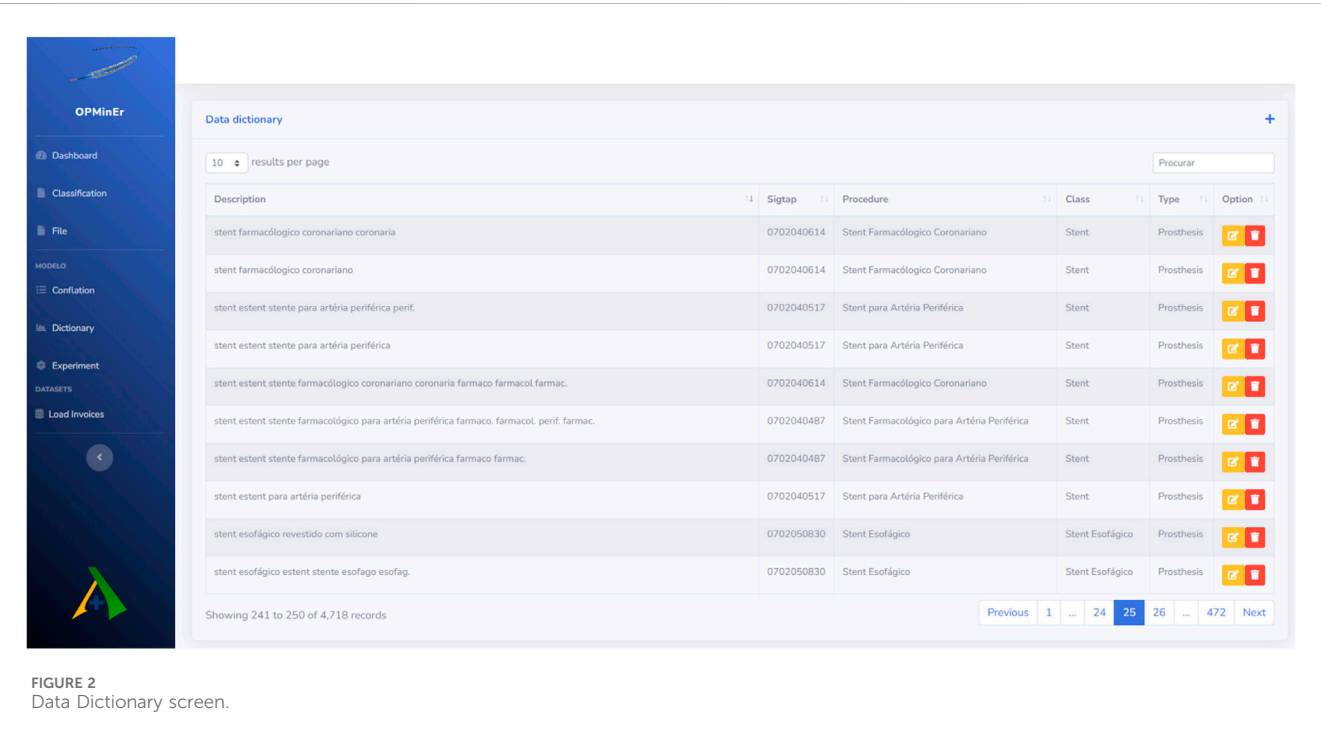 OPMinEr
Dashboard
Classification
File
MODELO
Conflation
Dictionary
Experiment
DATASETS
Load Invoices
Data dictionary
+
10 results per page
Procurar
Description Sigtap Procedure Class Type Option
stent farmácologico coronariano coronaria 0702040614 Stent Farmácologico Coronariano Stent Prosthesis
stent farmácologico coronariano 0702040614 Stent Farmácologico Coronariano Stent Prosthesis
stent estent stente para artéria periférica perif. 0702040517 Stent para Artéria Periférica Stent Prosthesis
stent estent stente para artéria periférica 0702040517 Stent para Artéria Periférica Stent Prosthesis
stent estent stente farmácologico coronariano coronaria farmaco farmacol farmac. 0702040614 Stent Farmácologico Coronariano Stent Prosthesis
stent estent stente farmacológico para artéria periférica farmaco. farmacol. perif. farmac. 0702040487 Stent Farmacológico para Artéria Periférica Stent Prosthesis
stent estent stente farmacológico para artéria periférica farmaco farmac. 0702040487 Stent Farmacológico para Artéria Periférica Stent Prosthesis
stent estent para artéria periférica 0702040517 Stent para Artéria Periférica Stent Prosthesis
stent esofágico revestido com silicone 0702050830 Stent Esofágico Stent Esofágico Prosthesis
stent esofágico estent stente esofago esofag. 0702050830 Stent Esofágico Stent Esofágico Prosthesis
Showing 241 to 250 of 4,718 records
Previous 1 ... 24 25 26 ... 472 Next
FIGURE 2
Data Dictionary screen.